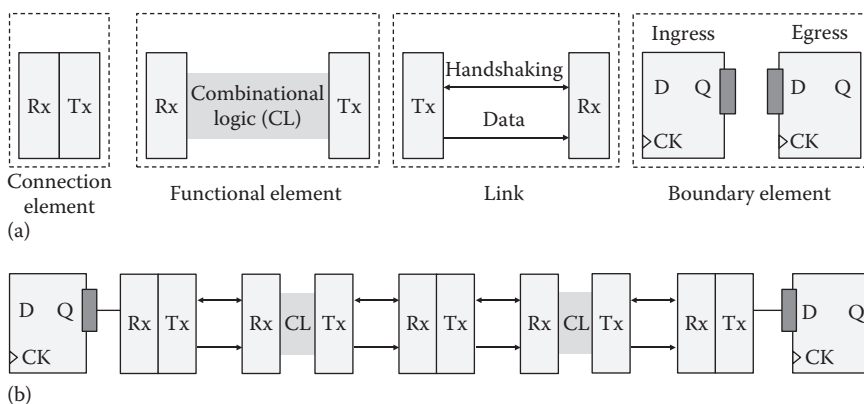 Ingress Egress
Rx Tx Rx Combinational logic (CL) Tx Tx Handshaking Data Rx D Q CK D Q CK
Connection element
Functional element
Link
Boundary element
(a)
D Q CK Rx Tx Rx CL Tx Rx Tx Rx CL Tx Rx Tx D Q CK
(b)